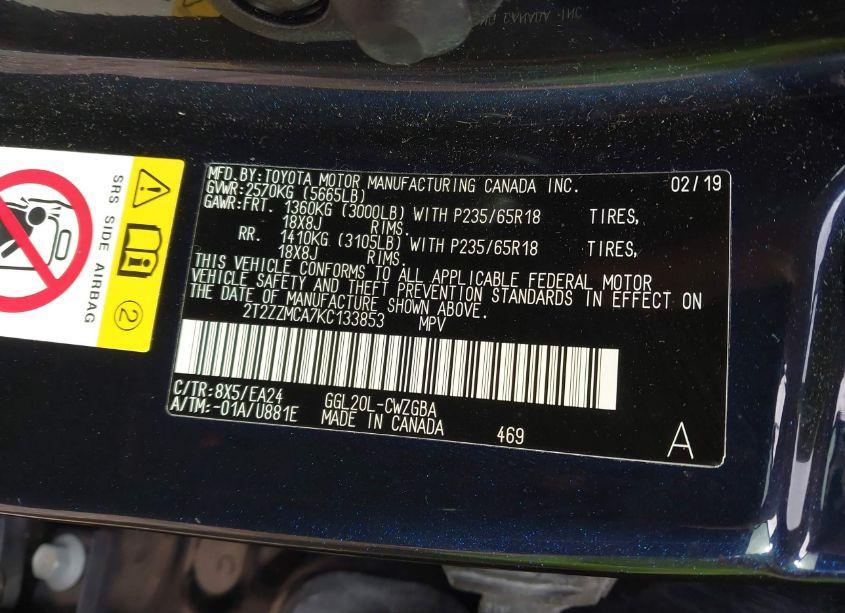 INC. CANADA
SRS SIDE AIRBAG
2
MFD.BY:TOYOTA MOTOR MANUFACTURING CANADA INC. 02/19
GVWR:2570KG (5665LB)
GAWR:FRT. 1360KG (3000LB) WITH P235/65R18 TIRES,
18X8J RIMS.
RR. 1410KG (3105LB) WITH P235/65R18 TIRES,
18X8J RIMS.
THIS VEHICLE CONFORMS TO ALL APPLICABLE FEDERAL MOTOR
VEHICLE SAFETY AND THEFT PREVENTION STANDARDS IN EFFECT ON
THE DATE OF MANUFACTURE SHOWN ABOVE.
2T2ZZMCA7KC133853 MPV
C/TR:8X5/EA24 GGL20L-CWZGBA
A/TM:-01A/U881E MADE IN CANADA 469 A